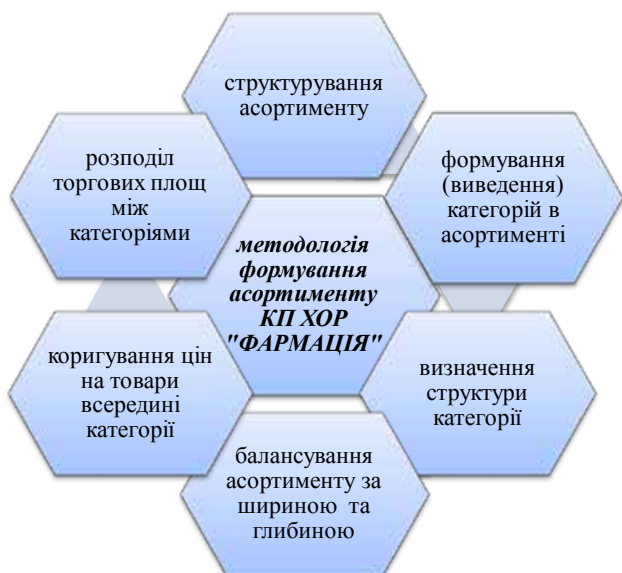 структурування
асортименту
формування
(виведення)
категорій в
асортименті
визначення
структури
категорії
балансування
асортименту за
шириною та
глибиною
коригування цін
на товари
всередині
категорії
розподіл
торгових площ
між
категоріями
методологія
формування
асортименту
КП ХОР
"ФАРМАЦІЯ"